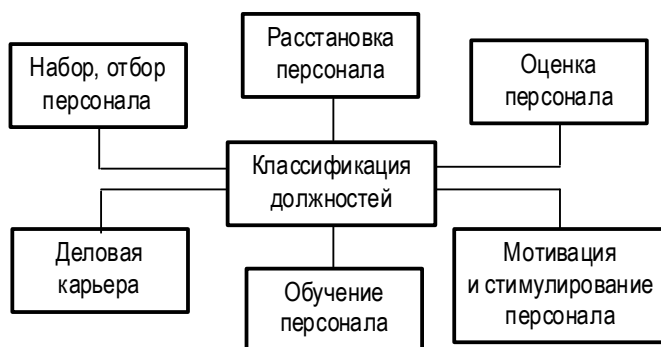 Набор, отбор
персонала
Расстановка
персонала
Оценка
персонала
Классификация
должностей
Деловая
карьера
Обучение
персонала
Мотивация
и стимулирование
персонала